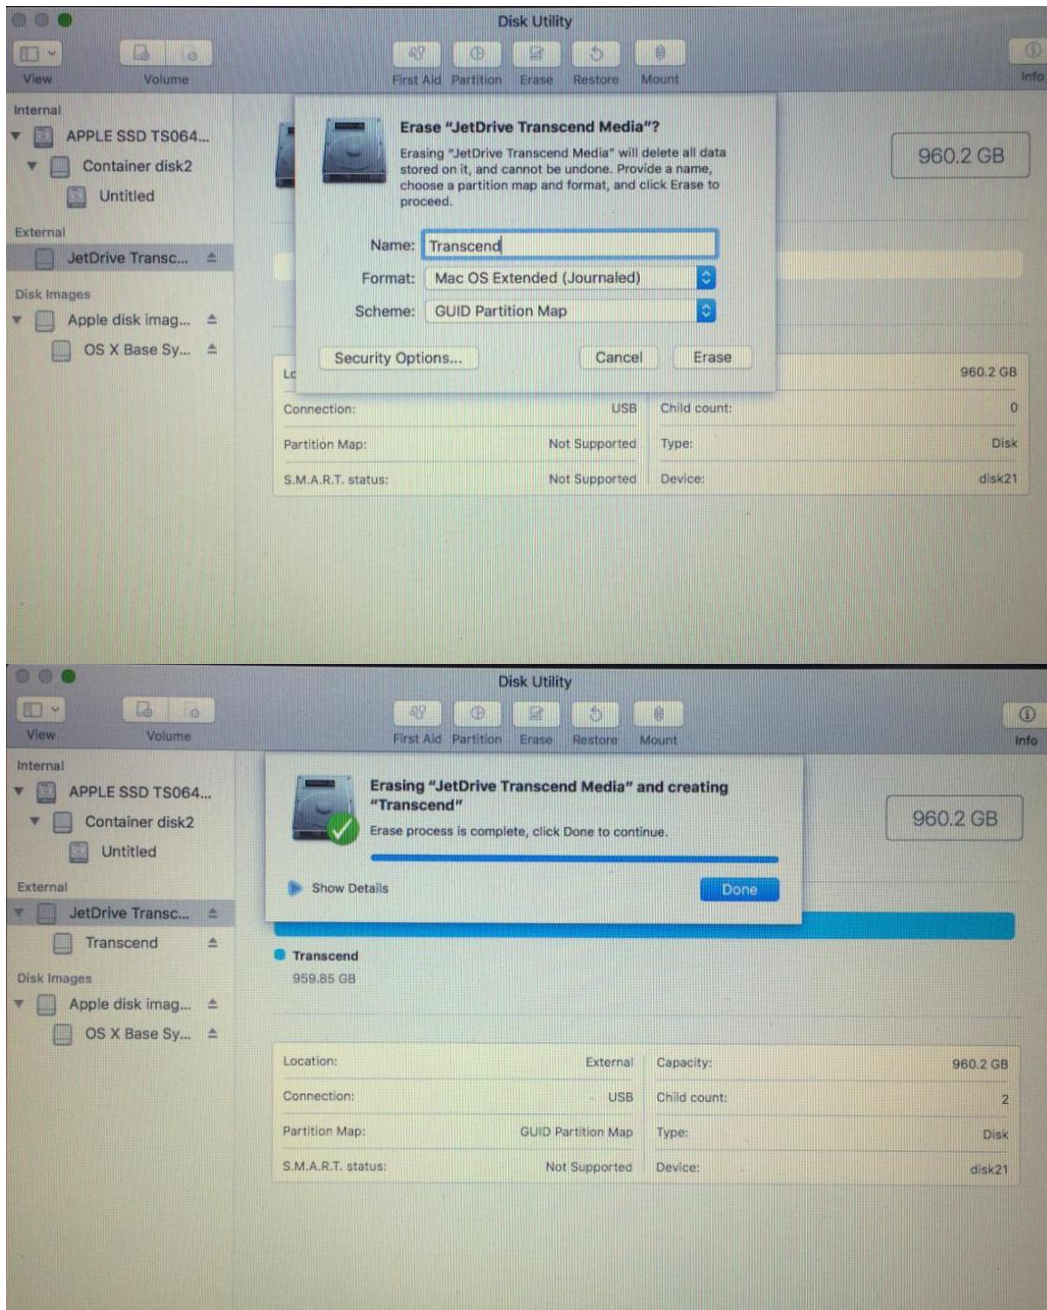 Disk Utility
View
Volume
First Aid
Partition
Erase
Restore
Mount
Info
Internal
APPLE SSD TS064...
Container disk2
Untitled
External
JetDrive Transc...
Disk Images
Apple disk imag...
OS X Base Sy...
Erase “JetDrive Transcend Media”?
Erasing “JetDrive Transcend Media” will delete all data
stored on it, and cannot be undone. Provide a name,
choose a partition map and format, and click Erase to
proceed.
Name: Transcend
Format: Mac OS Extended (Journaled)
Scheme: GUID Partition Map
Security Options...
Cancel
Erase
960.2 GB
Lo
960.2 GB
Connection: USB
Child count: 0
Partition Map: Not Supported
Type: Disk
S.M.A.R.T. status: Not Supported
Device: disk21
Disk Utility
View
Volume
First Aid
Partition
Erase
Restore
Mount
Info
Internal
APPLE SSD TS064...
Container disk2
Untitled
External
JetDrive Transc...
Transcend
Disk Images
Apple disk imag...
OS X Base Sy...
Erasing “JetDrive Transcend Media” and creating
“Transcend”
Erase process is complete, click Done to continue.
Show Details
Done
960.2 GB
Transcend
959.85 GB
Location: External
Capacity: 960.2 GB
Connection: USB
Child count: 2
Partition Map: GUID Partition Map
Type: Disk
S.M.A.R.T. status: Not Supported
Device: disk21